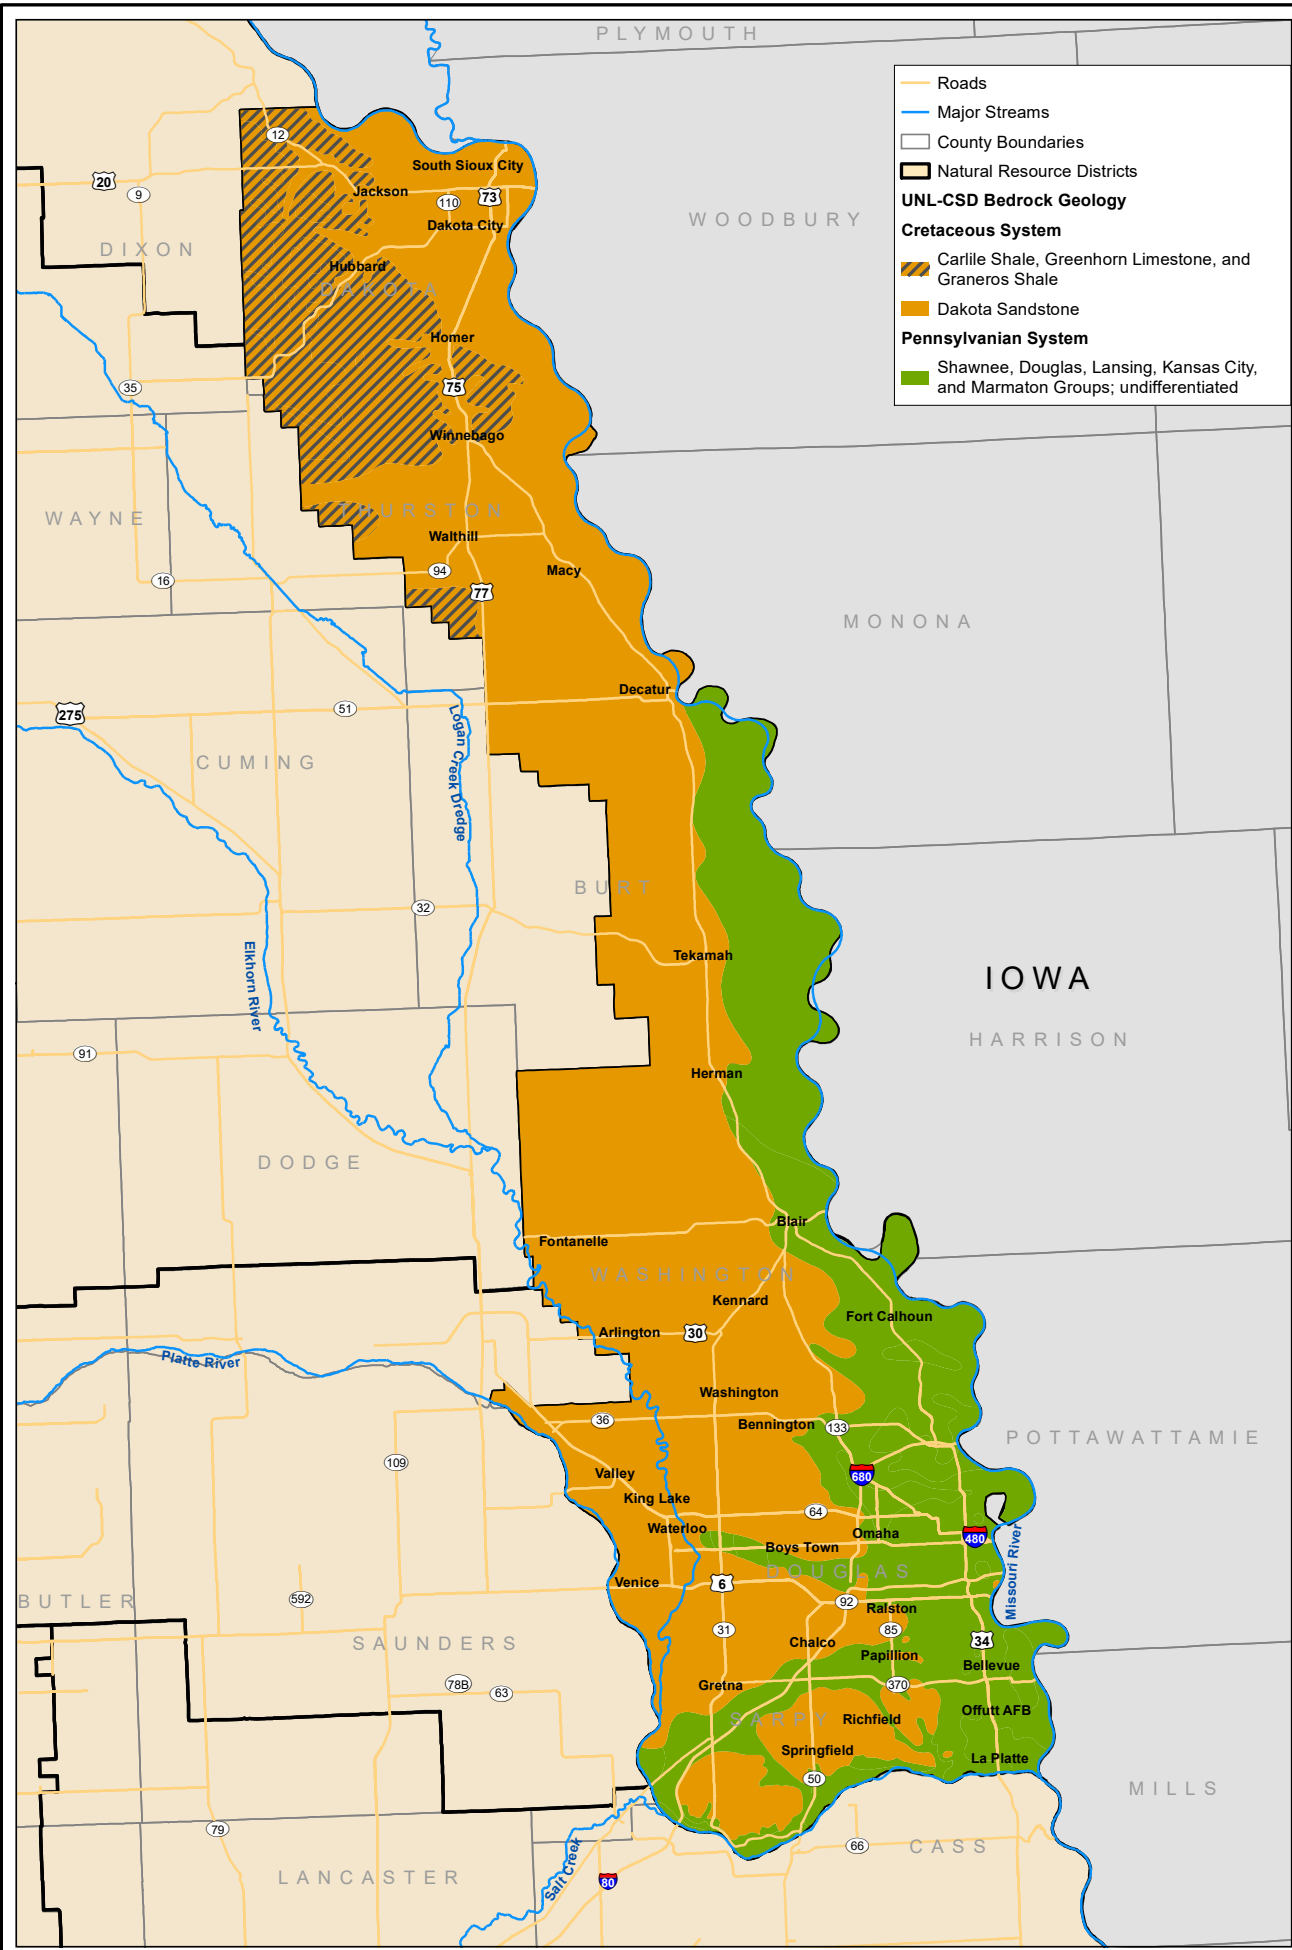 PLYMOUTH
Roads
Major Streams
County Boundaries
Natural Resource Districts
UNL-CSD Bedrock Geology
Cretaceous System
Carlile Shale, Greenhorn Limestone, and
Graneros Shale
Dakota Sandstone
Pennsylvanian System
Shawnee, Douglas, Lansing, Kansas City,
and Marmaton Groups; undifferentiated
12
South Sioux City
20
9
Jackson
110
73
WOODBURY
Dakota City
DIXON
Hubbard
DAKOTA
Homer
35
75
Winnebago
WAYNE
THURSTON
Walthill
94
Macy
16
77
MONONA
Decatur
275
51
Logan Creek Dredge
CUMING
BURT
32
Tekamah
Elkhorn River
IOWA
HARRISON
91
Herman
DODGE
Blair
Fontanelle
WASHINGTON
Kennard
Fort Calhoun
Arlington
30
Platte River
Washington
36
Bennington
133
POTTAWATTAMIE
109
Valley
680
King Lake
64
Waterloo
Omaha
480
Boys Town
Missouri River
DOUGLAS
Venice
6
BUTLER
592
92
Ralston
31
85
34
SAUNDERS
Chalco
Papillion
Bellevue
78B
63
Gretna
370
SARPY
Richfield
Offutt AFB
Springfield
La Platte
50
MILLS
79
66
CASS
LANCASTER
Salt Creek
80